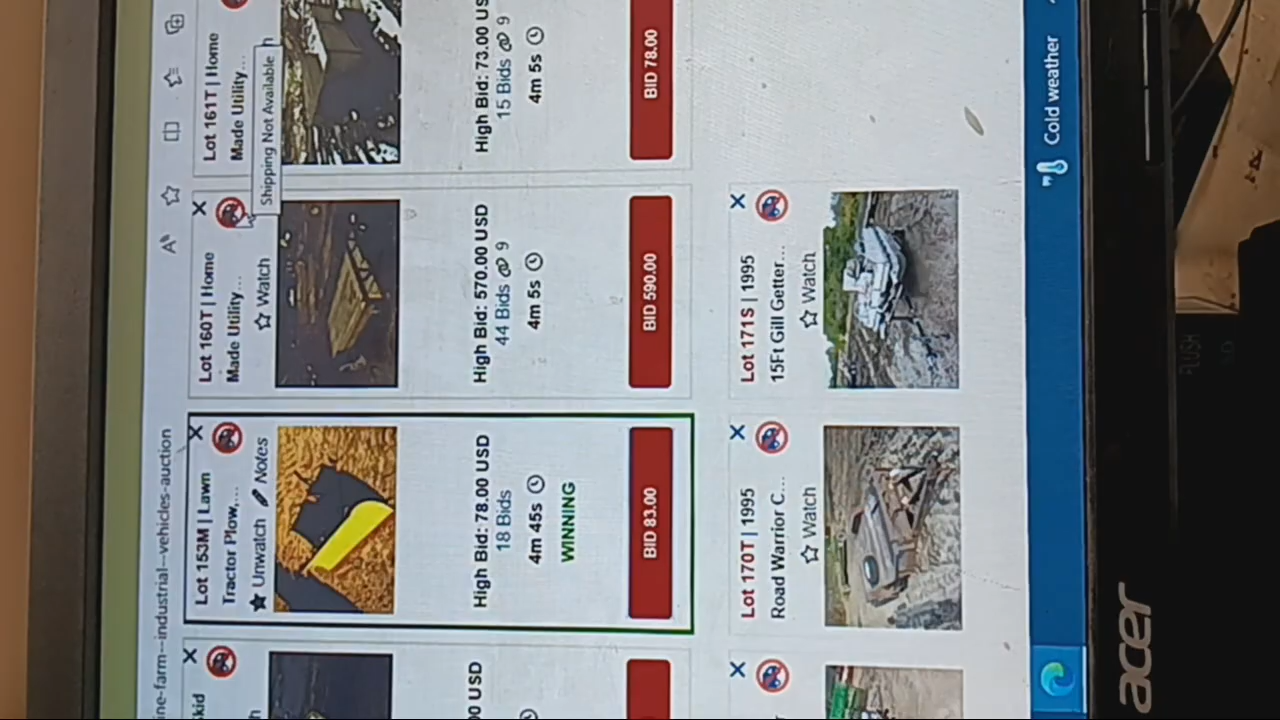 ine-farm--industrial--vehicles-auction
Lot 153M | Lawn
Tractor Plow,...
Unwatch Notes
High Bid: 78.00 USD
18 Bids
4m 45s
WINNING
BID 83.00
Lot 160T | Home
Made Utility...
Watch
High Bid: 570.00 USD
44 Bids 9
4m 5s
BID 590.00
Lot 161T | Home
Made Utility...
Shipping Not Available
High Bid: 73.00 US
15 Bids 9
4m 5s
BID 78.00
Lot 170T | 1995
Road Warrior C...
Watch
Lot 171S | 1995
15Ft Gill Getter...
Watch
Cold weather
acer